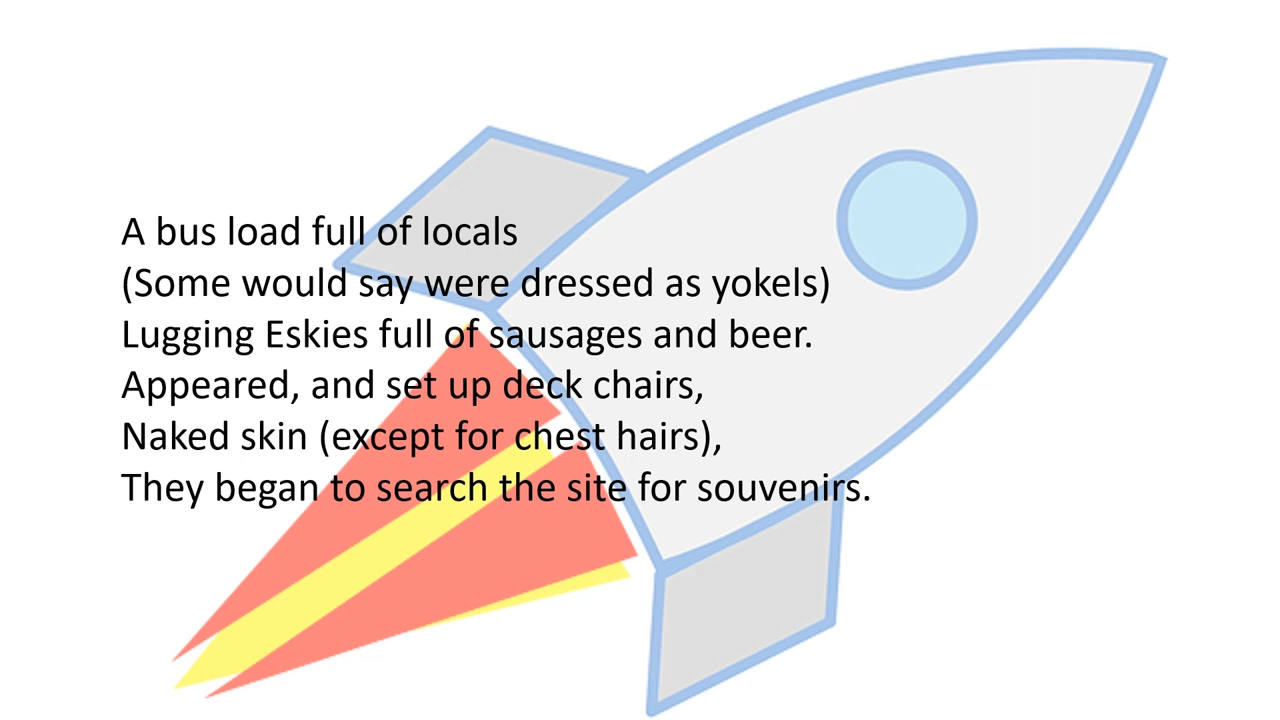 A bus load full of locals
(Some would say were dressed as yokels)
Lugging Eskies full of sausages and beer.
Appeared, and set up deck chairs,
Naked skin (except for chest hairs),
They began to search the site for souvenirs.